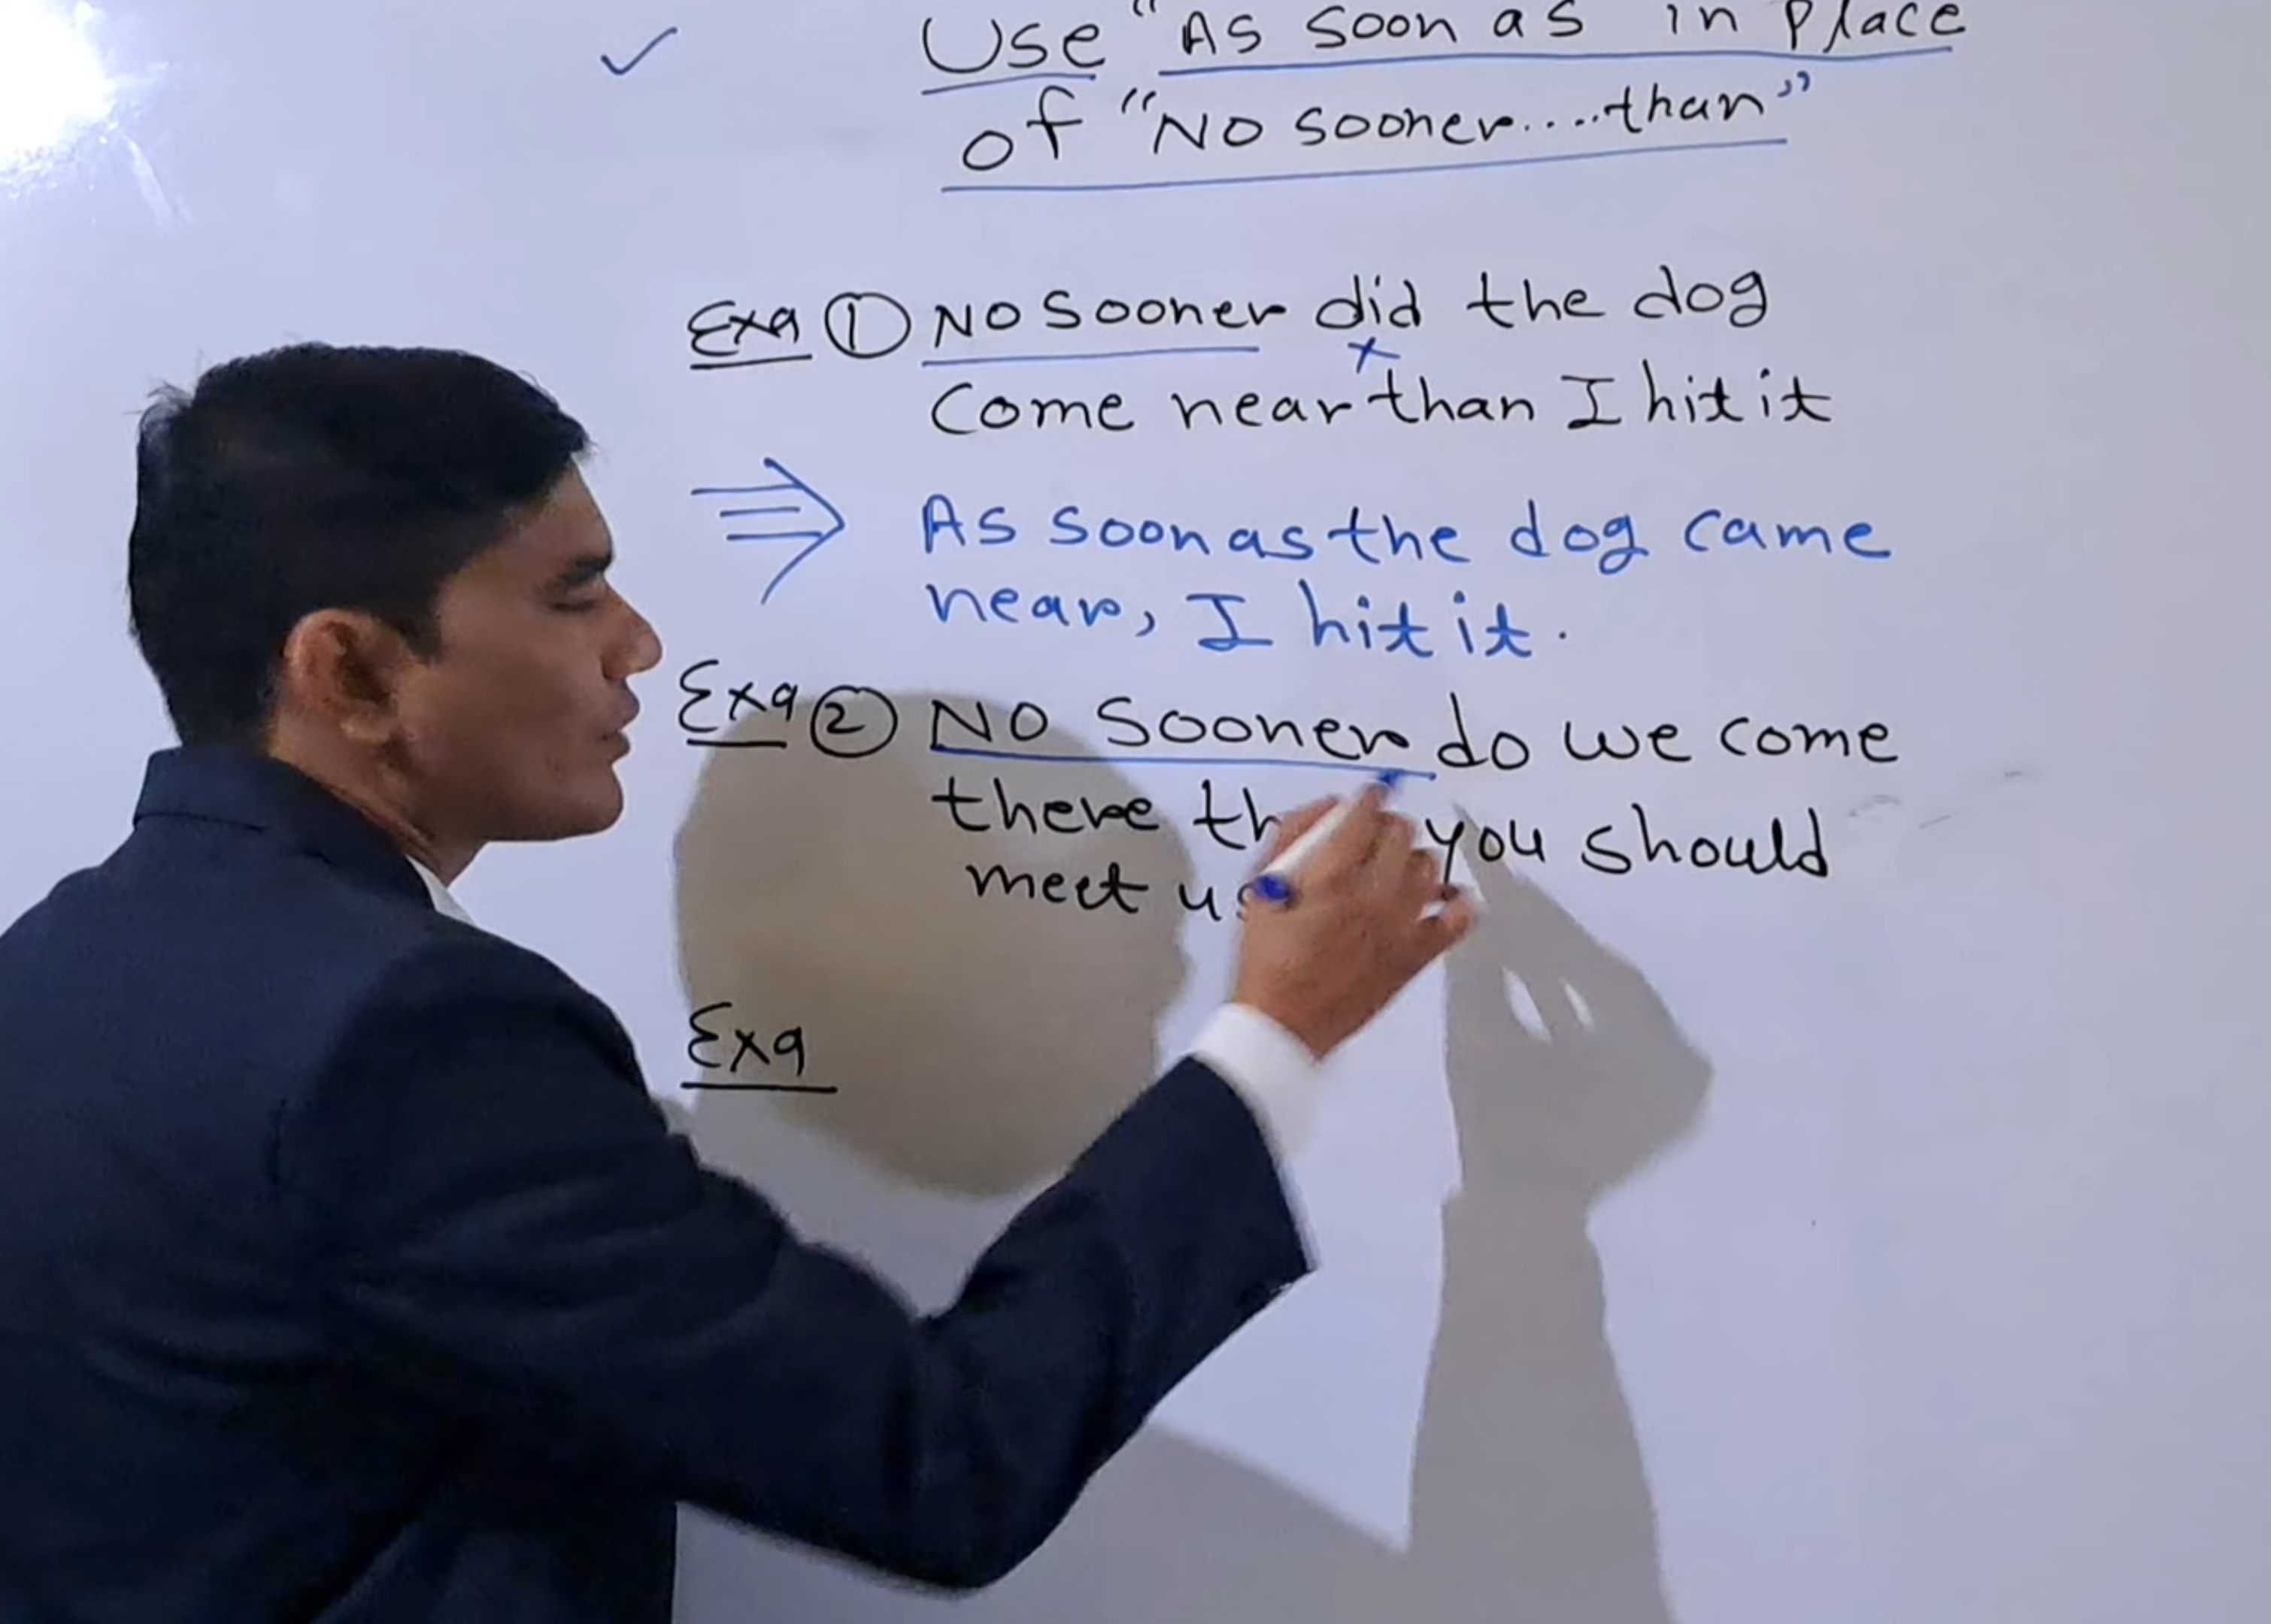 Use "As soon as in place
of "No sooner....than"
Exa ① No sooner did the dog
come near than I hit it
As soon as the dog came
near, I hit it.
Exa ② No sooner do we come
there you should
meet
Exa